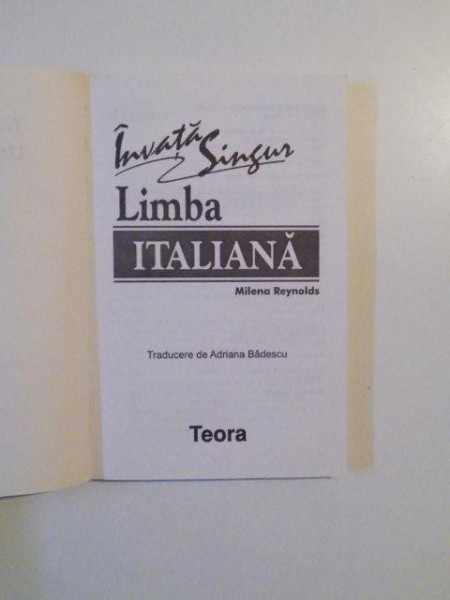 Învață Singur
Limba
ITALIANĂ
Milena Reynolds
Traducere de Adriana Bădescu
Teora